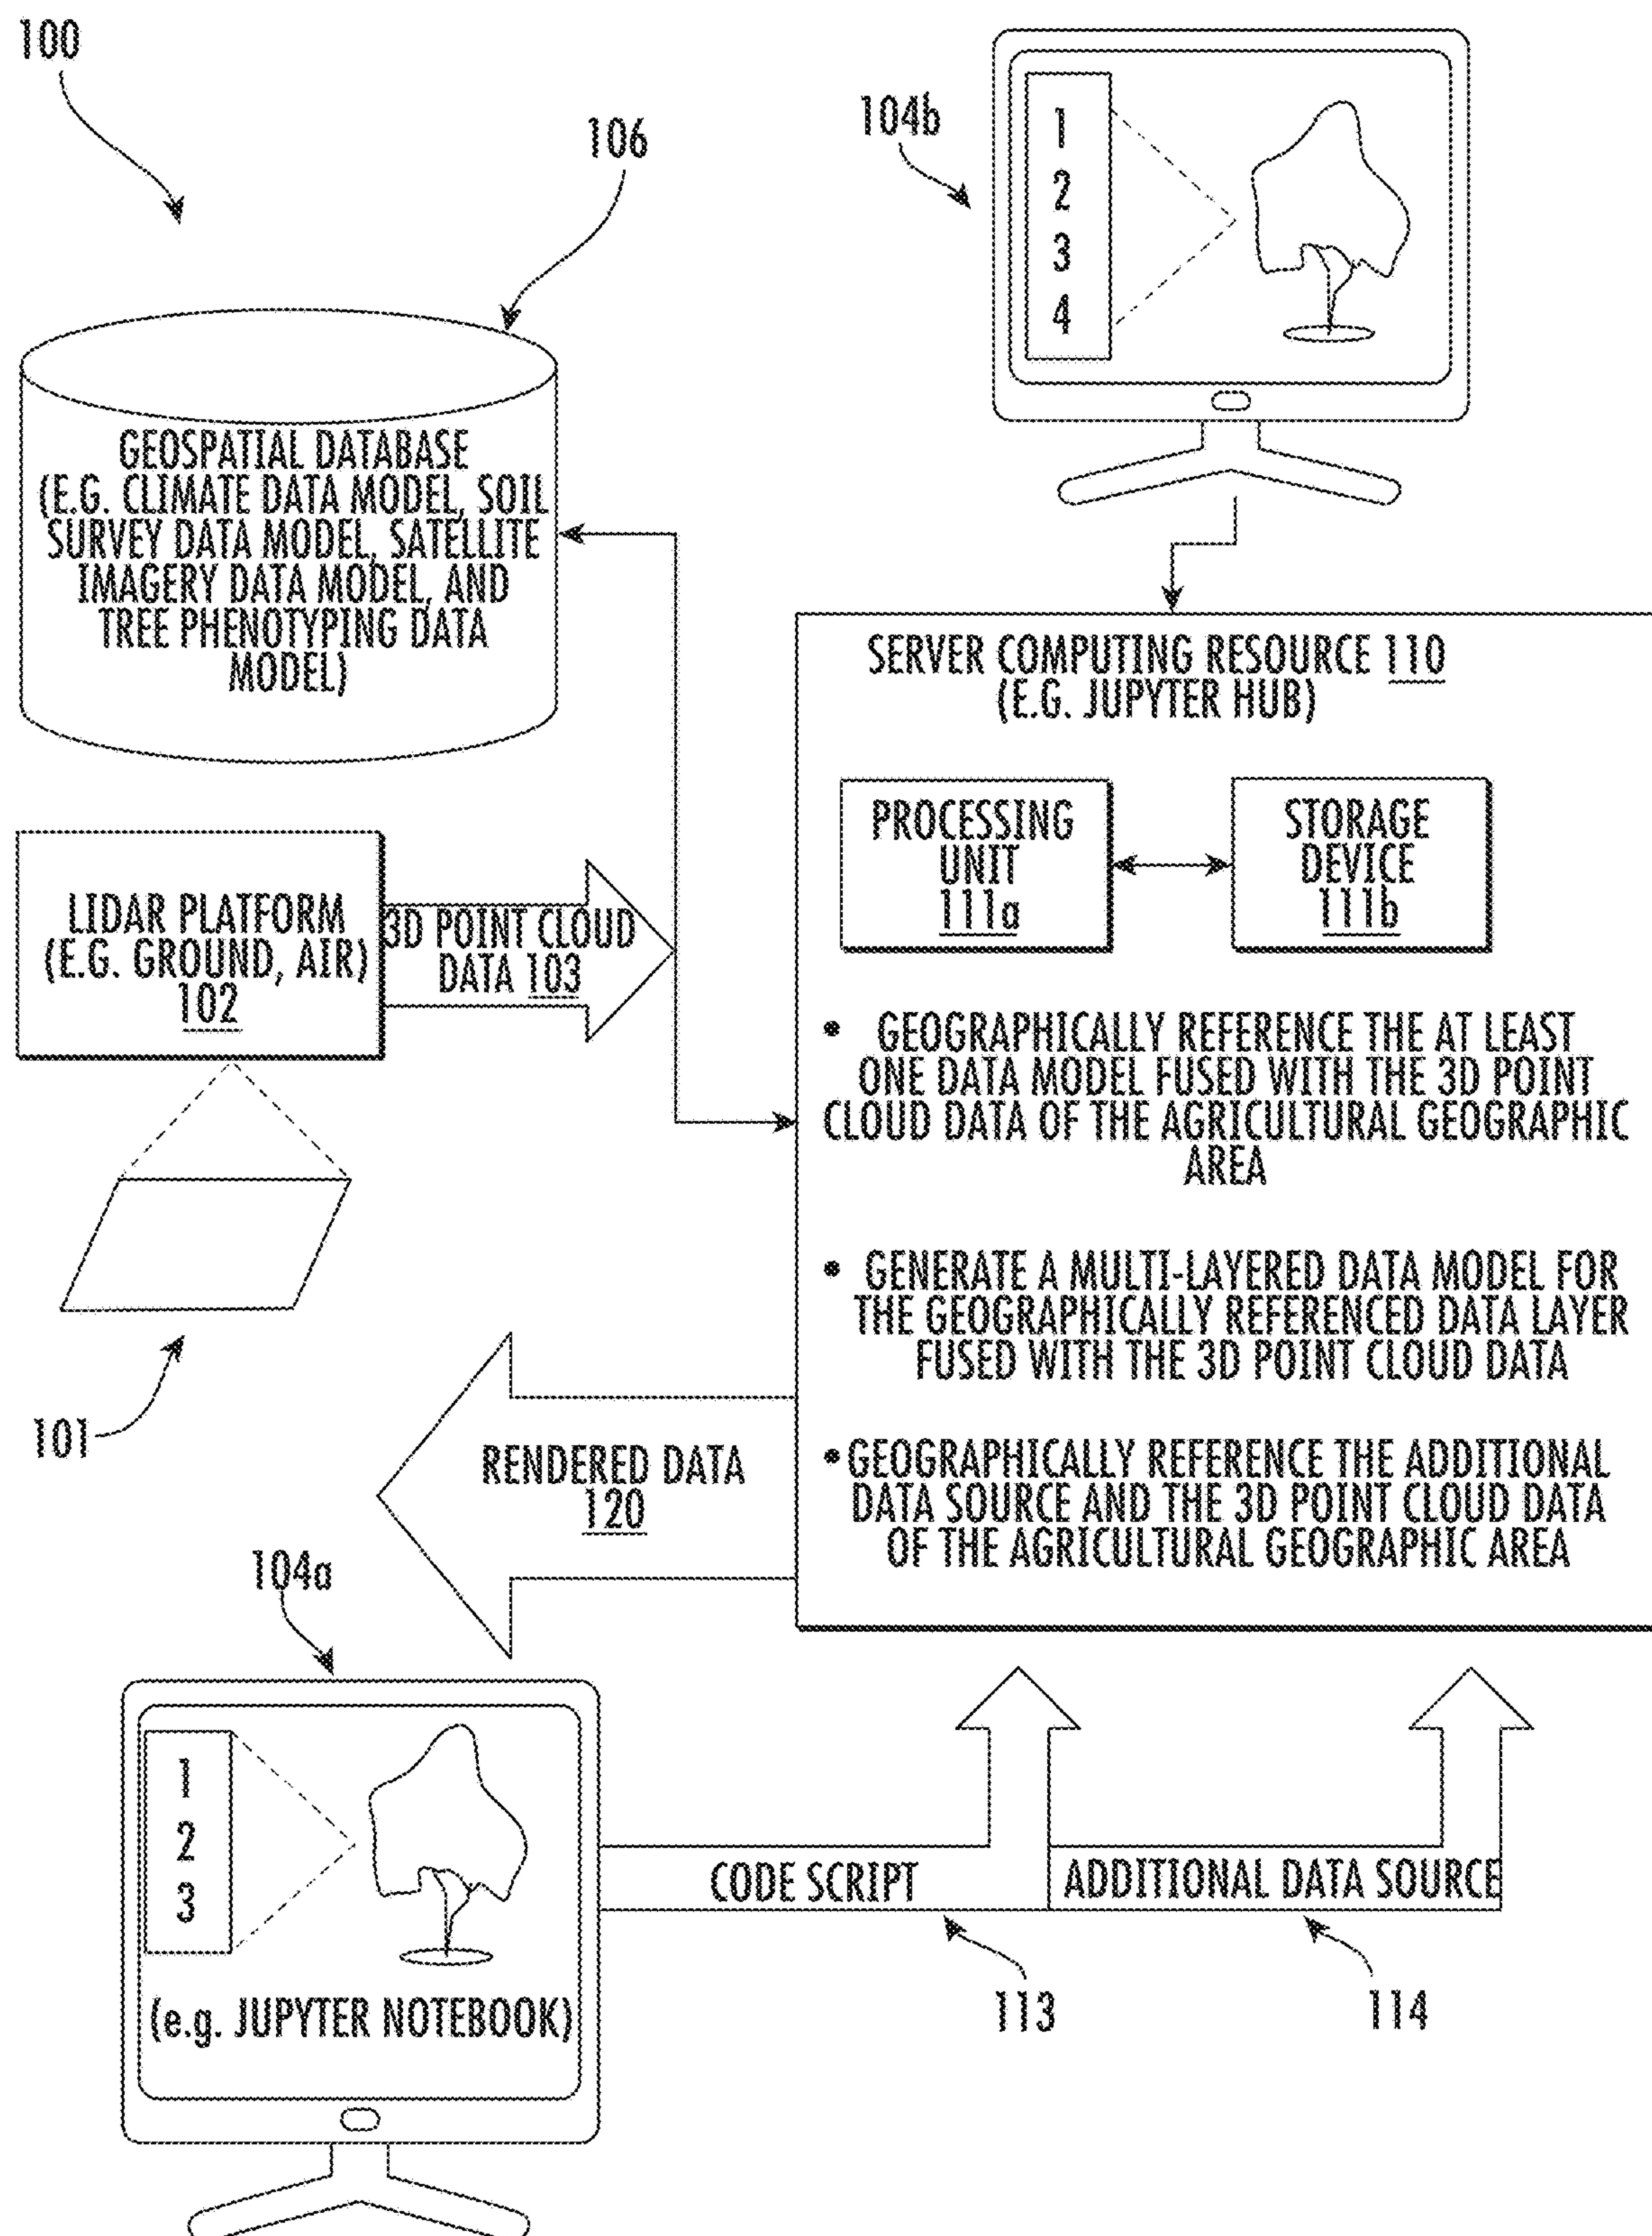 100
106
104b
1
2
3
4
GEOSPATIAL DATABASE
(E.G. CLIMATE DATA MODEL, SOIL
SURVEY DATA MODEL, SATELLITE
IMAGERY DATA MODEL, AND
TREE PHENOTYPING DATA
MODEL)
SERVER COMPUTING RESOURCE 110
(E.G. JUPYTER HUB)
PROCESSING
UNIT
111a
STORAGE
DEVICE
111b
LIDAR PLATFORM
(E.G. GROUND, AIR)
102
3D POINT CLOUD
DATA 103
• GEOGRAPHICALLY REFERENCE THE AT LEAST
ONE DATA MODEL FUSED WITH THE 3D POINT
CLOUD DATA OF THE AGRICULTURAL GEOGRAPHIC
AREA
• GENERATE A MULTI-LAYERED DATA MODEL FOR
THE GEOGRAPHICALLY REFERENCED DATA LAYER
FUSED WITH THE 3D POINT CLOUD DATA
• GEOGRAPHICALLY REFERENCE THE ADDITIONAL
DATA SOURCE AND THE 3D POINT CLOUD DATA
OF THE AGRICULTURAL GEOGRAPHIC AREA
101
RENDERED DATA
120
104a
1
2
3
(e.g. JUPYTER NOTEBOOK)
CODE SCRIPT
ADDITIONAL DATA SOURCE
113
114